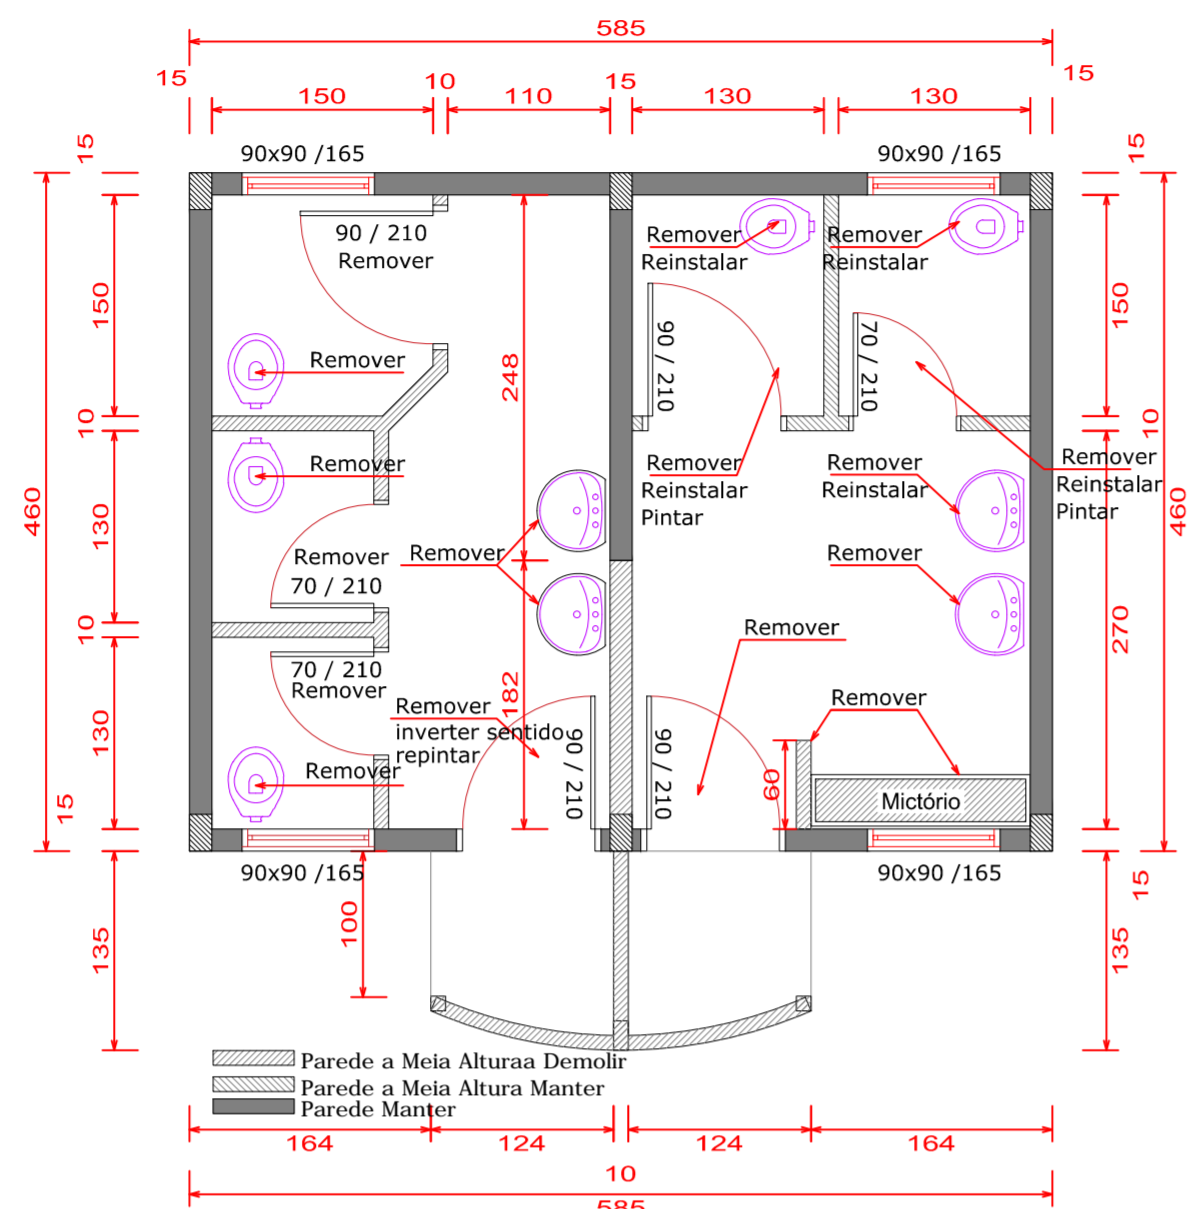 585
15
10
15
15
150
110
130
130
15
90x90 /165
90x90 /165
15
90 / 210
Remover
Remover
Reinstalar
Remover
Reinstalar
150
150
Remover
248
90 / 210
70 / 210
10
10
Remover
Remover
Reinstalar
Pintar
Remover
Reinstalar
Remover
Reinstalar
Pintar
460
460
130
Remover
70 / 210
Remover
Remover
10
270
70 / 210
Remover
Remover
182
Remover
inverter sentido
repintar
Remover
130
90 / 210
90 / 210
Remover
60
Mictório
15
90x90 /165
90x90 /165
15
100
135
135
Parede a Meia Alturaa Demolir
Parede a Meia Altura Manter
Parede Manter
164
124
124
164
10
585